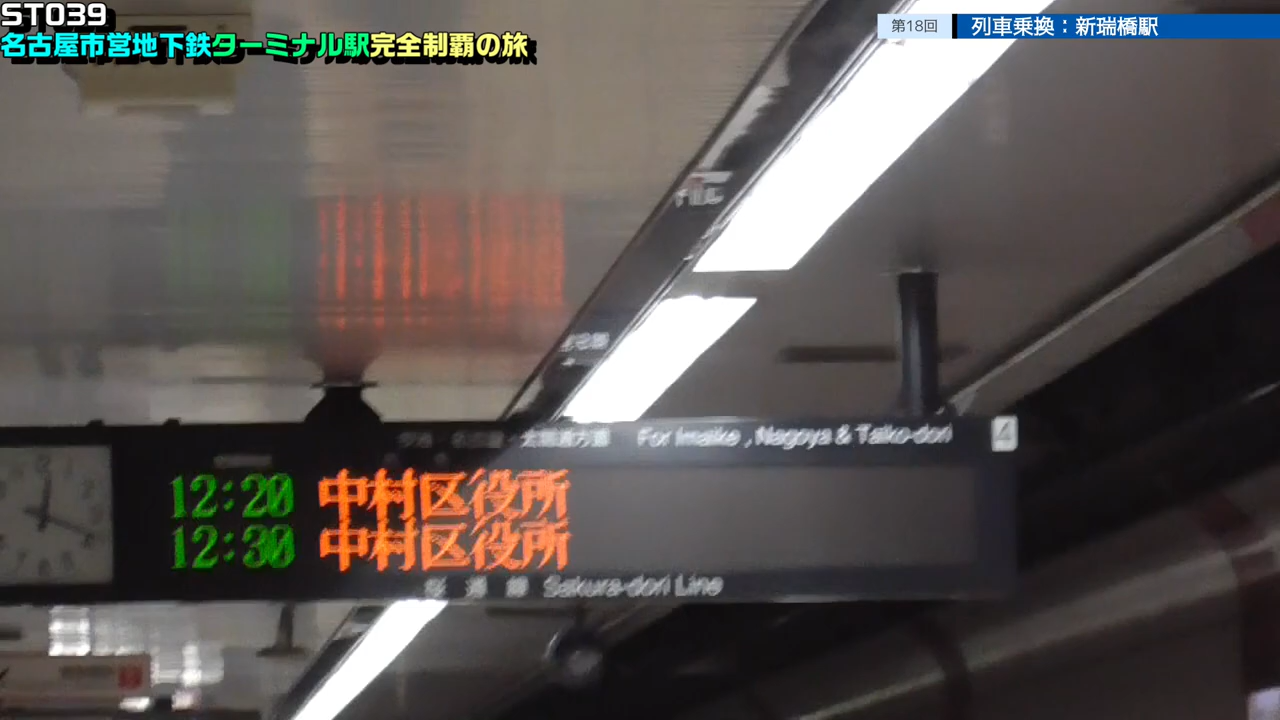 ST039
名古屋市営地下鉄ターミナル駅完全制覇の旅
第18回
列車乗換：新瑞橋駅
For Imaike , Nagoya & Taiko-dori
4
12:20 中村区役所
12:30 中村区役所
桜通線 Sakura-dori Line